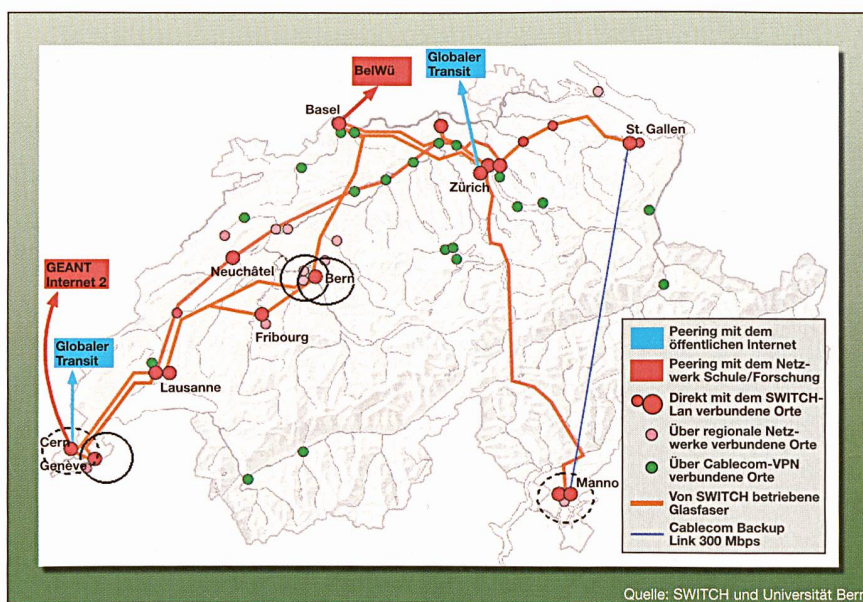 Globaler
Transit
BelWü
Basel
St. Gallen
Zürich
GEANT
Internet 2
Neuchâtel
Bern
Globaler
Transit
Fribourg
Lausanne
Cern
Genève
Manno
Peering mit dem
öffentlichen Internet
Peering mit dem Netz-
werk Schule/Forschung
Direkt mit dem SWITCH-
Lan verbundene Orte
Über regionale Netz-
werke verbundene Orte
Über Cablecom-VPN
verbundene Orte
Von SWITCH betriebene
Glasfaser
Cablecom Backup
Link 300 Mbps
Quelle: SWITCH und Universität Bern